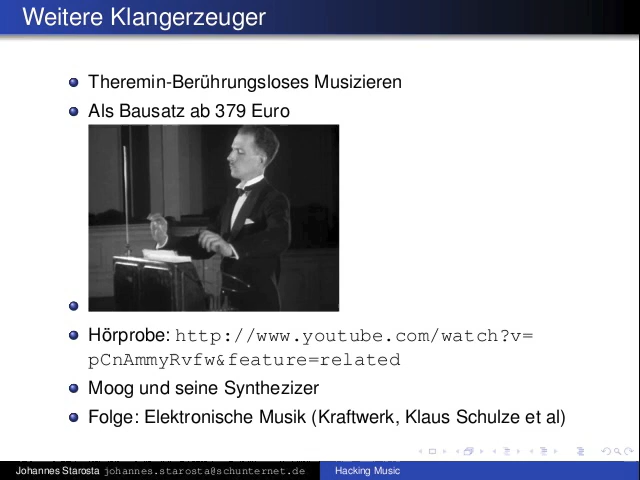 Weitere Klangerzeuger
Theremin-Berührungsloses Musizieren
Als Bausatz ab 379 Euro
Hörprobe: http://www.youtube.com/watch?v=
pCnAmmyRvfw&feature=related
Moog und seine Synthezizer
Folge: Elektronische Musik (Kraftwerk, Klaus Schulze et al)
Johannes Starosta johannes.starosta@schunternet.de
Hacking Music